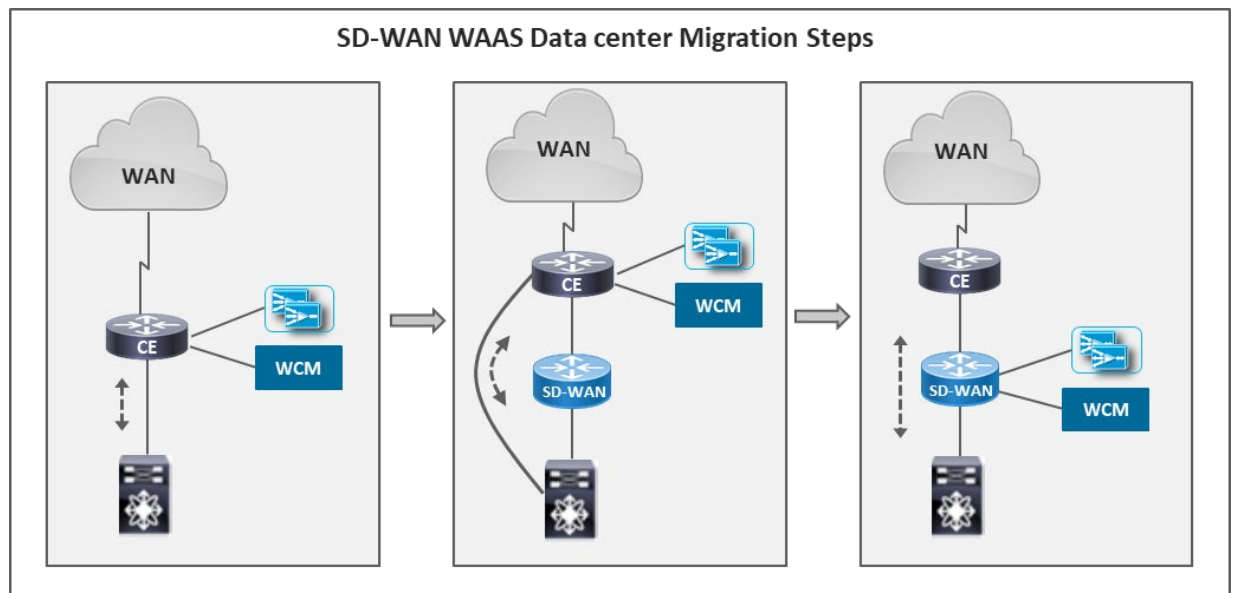 SD-WAN WAAS Data center Migration Steps
WAN
CE
WCM
WAN
CE
WCM
SD-WAN
WAN
CE
SD-WAN
WCM